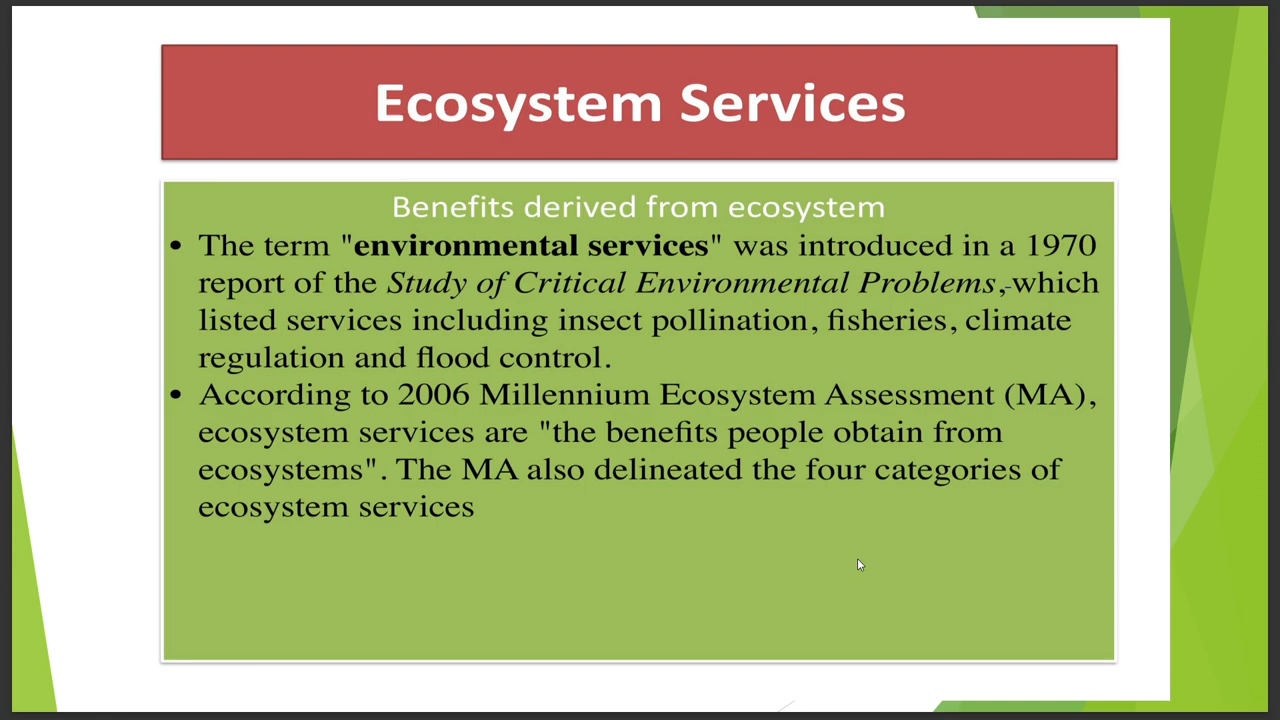 Ecosystem Services
Benefits derived from ecosystem
• The term "environmental services" was introduced in a 1970
report of the Study of Critical Environmental Problems, which
listed services including insect pollination, fisheries, climate
regulation and flood control.
• According to 2006 Millennium Ecosystem Assessment (MA),
ecosystem services are "the benefits people obtain from
ecosystems". The MA also delineated the four categories of
ecosystem services